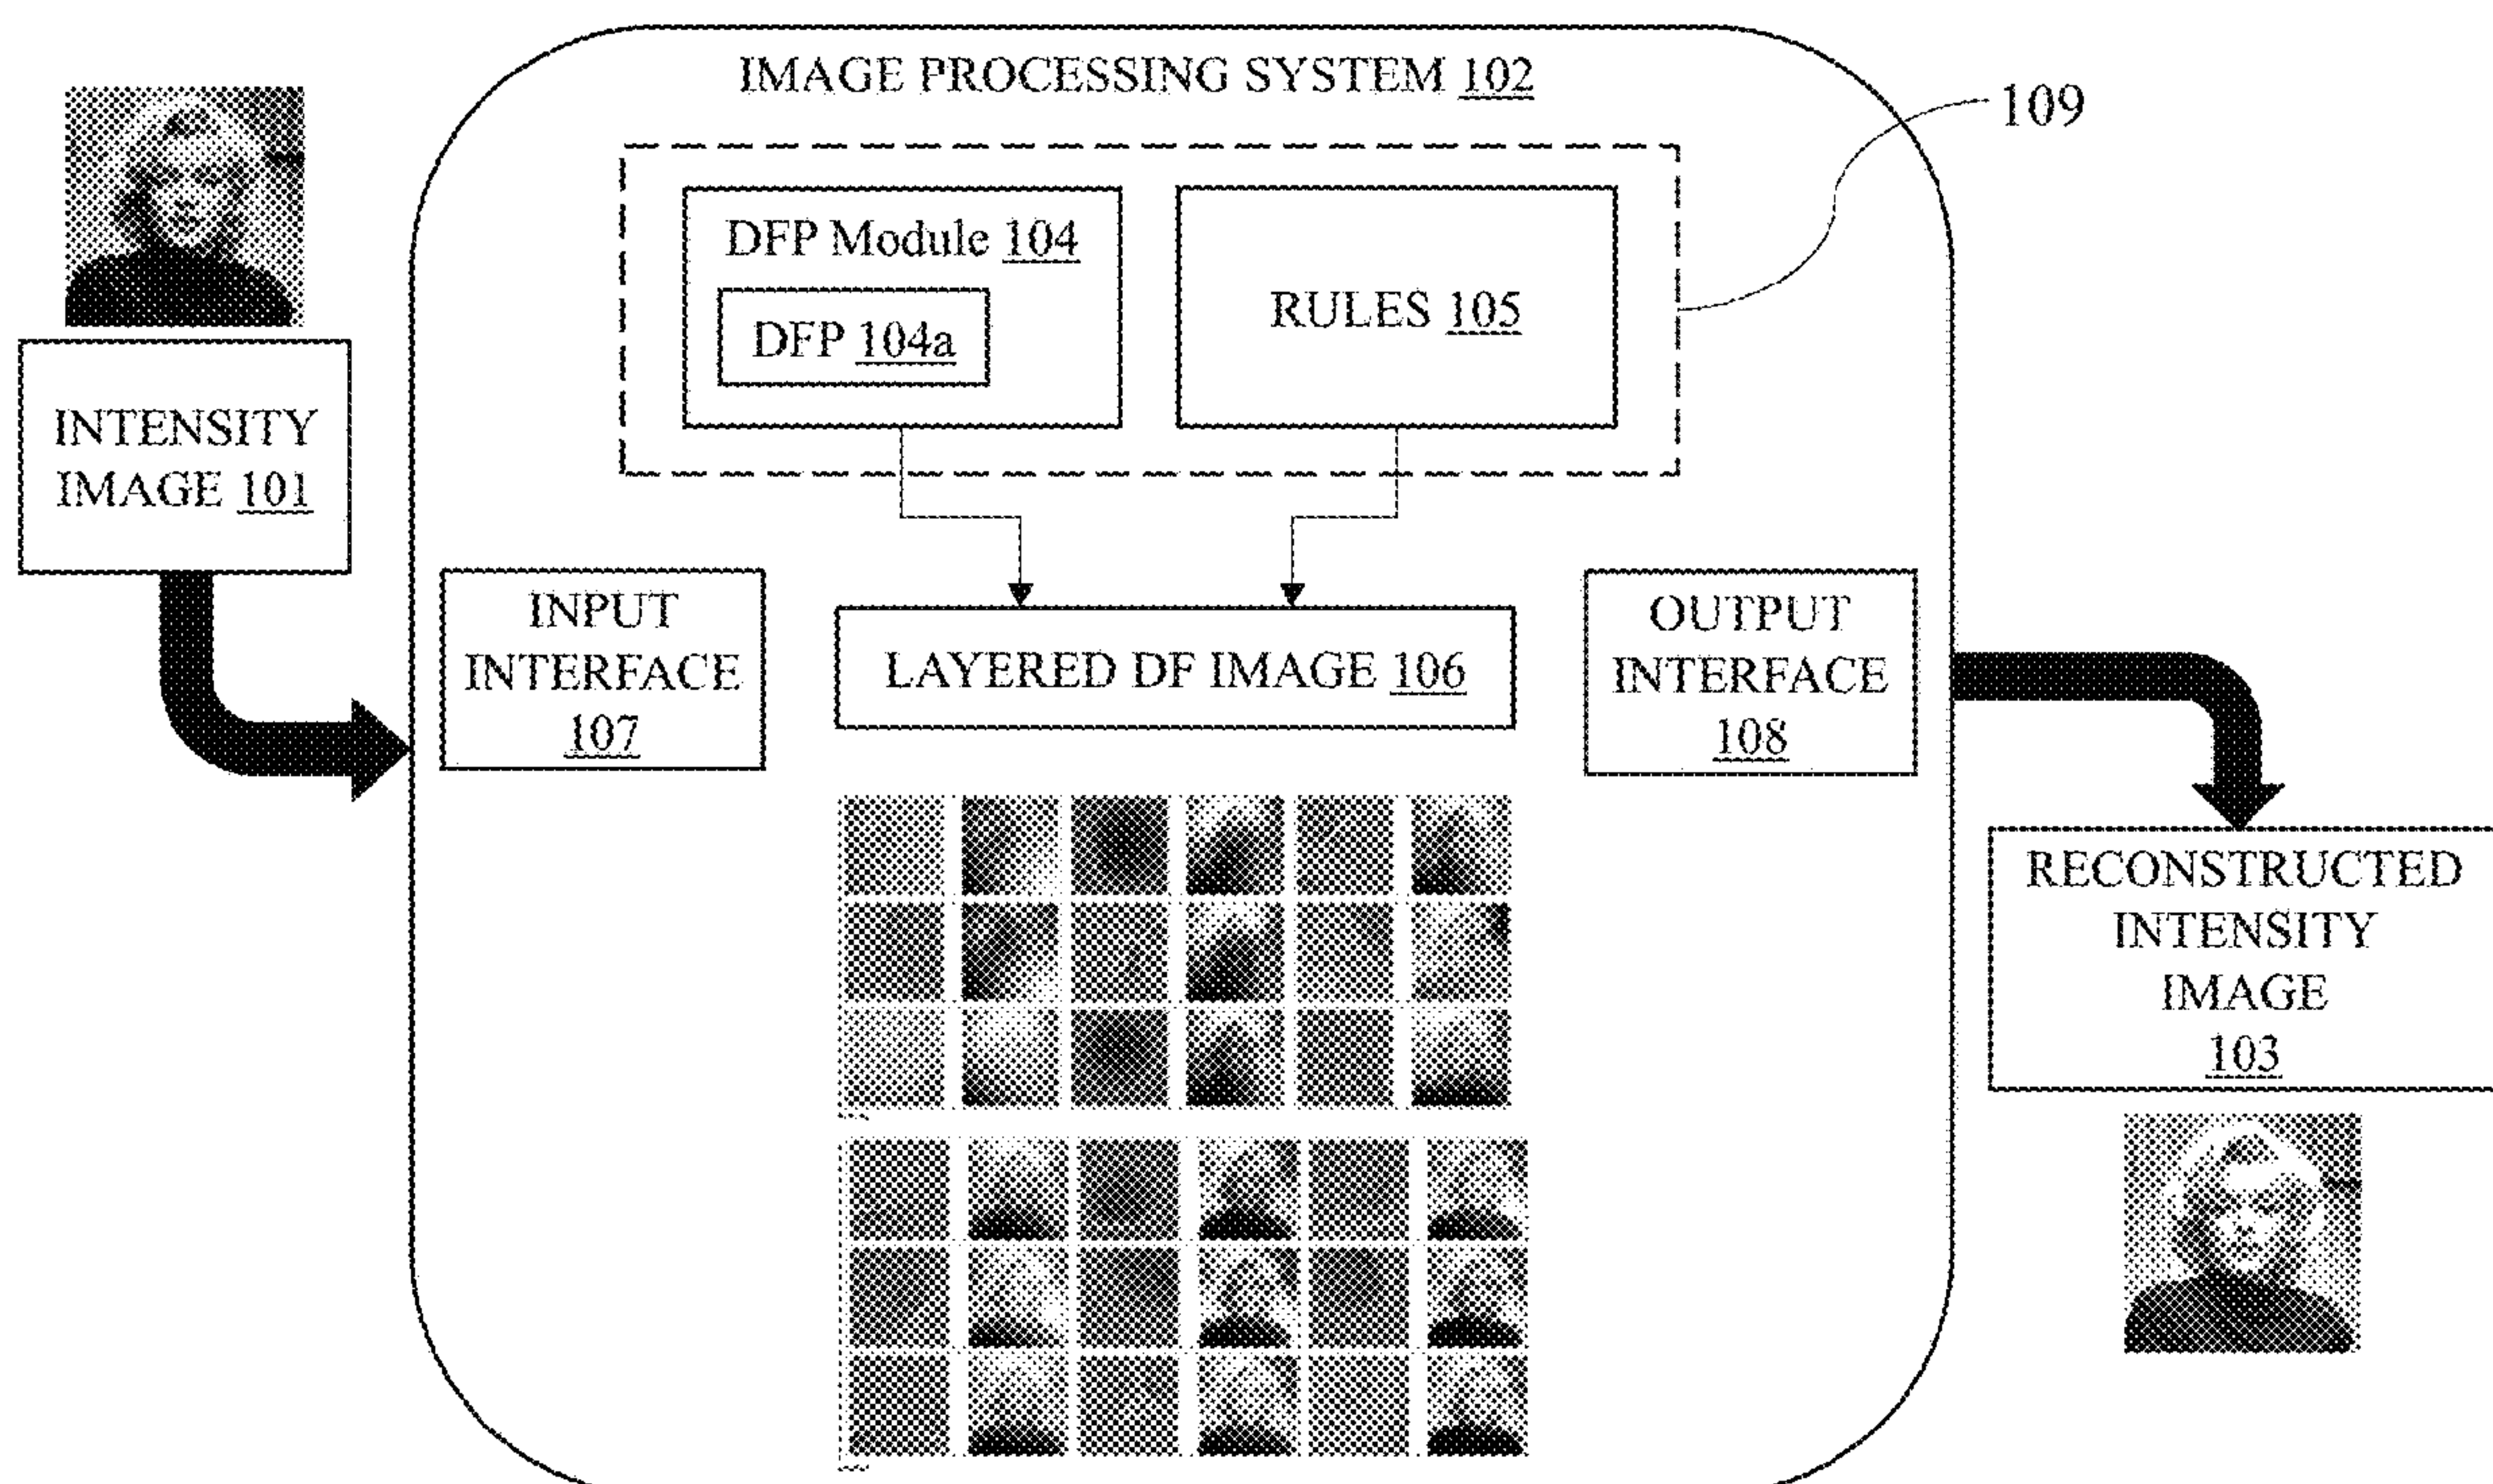 IMAGE PROCESSING SYSTEM 102
109
DFP Module 104
DFP 104a
RULES 105
INTENSITY
IMAGE 101
INPUT
INTERFACE
107
LAYERED DF IMAGE 106
OUTPUT
INTERFACE
108
RECONSTRUCTED
INTENSITY
IMAGE
103